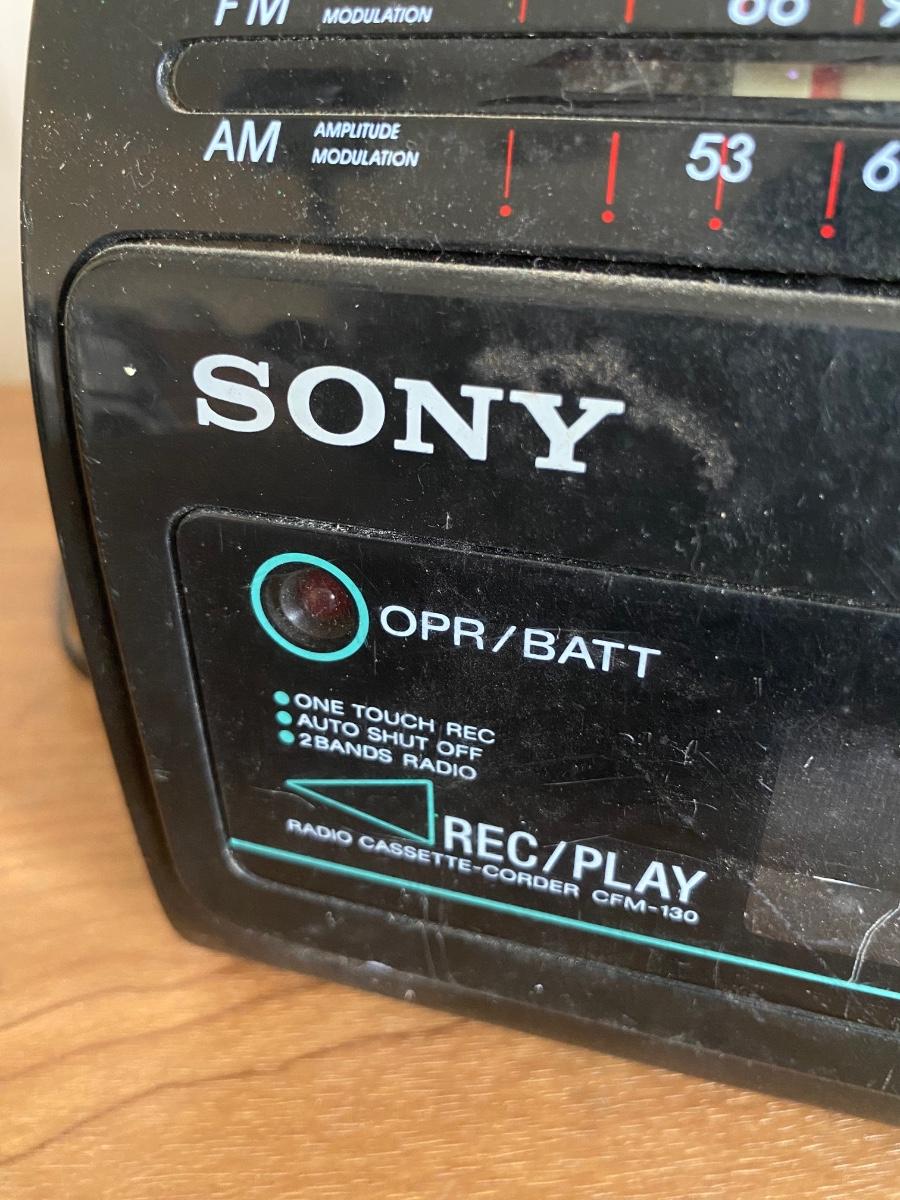 FM MODULATION
AM AMPLITUDE MODULATION 53
SONY
OPR/BATT
ONE TOUCH REC
AUTO SHUT OFF
2BANDS RADIO
REC/PLAY
RADIO CASSETTE-CORDER CFM-130